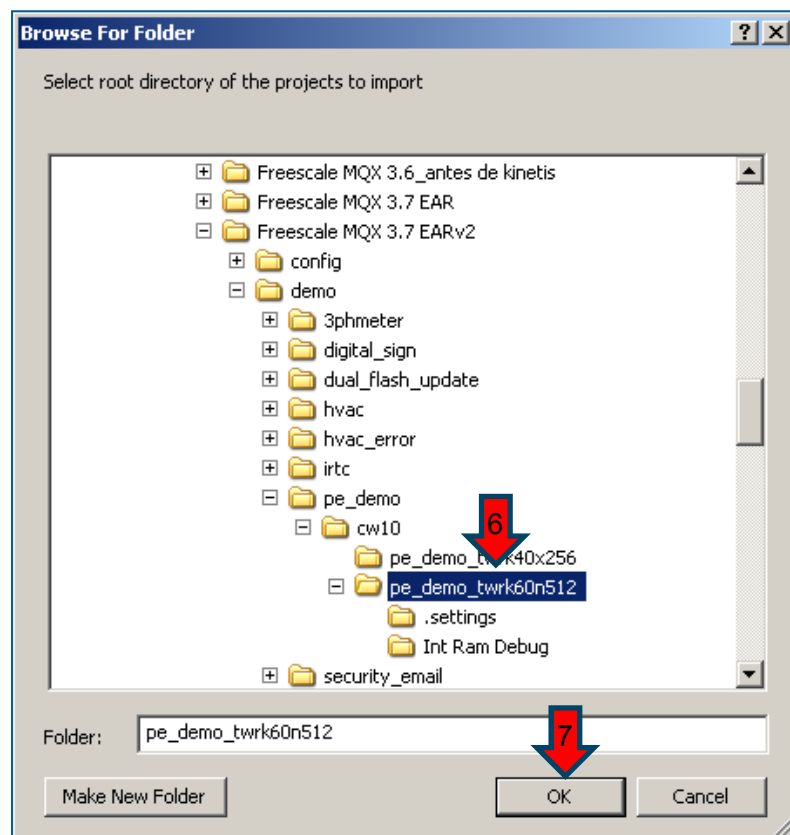 Browse For Folder
Select root directory of the projects to import
Freescale MQX 3.6_antes de kinetis
Freescale MQX 3.7 EAR
Freescale MQX 3.7 EARv2
config
demo
3phmeter
digital_sign
dual_flash_update
hvac
hvac_error
irtc
pe_demo
cw10
6
pe_demo_twrk40x256
pe_demo_twrk60n512
.settings
Int Ram Debug
security_email
Folder: pe_demo_twrk60n512
7
Make New Folder OK Cancel